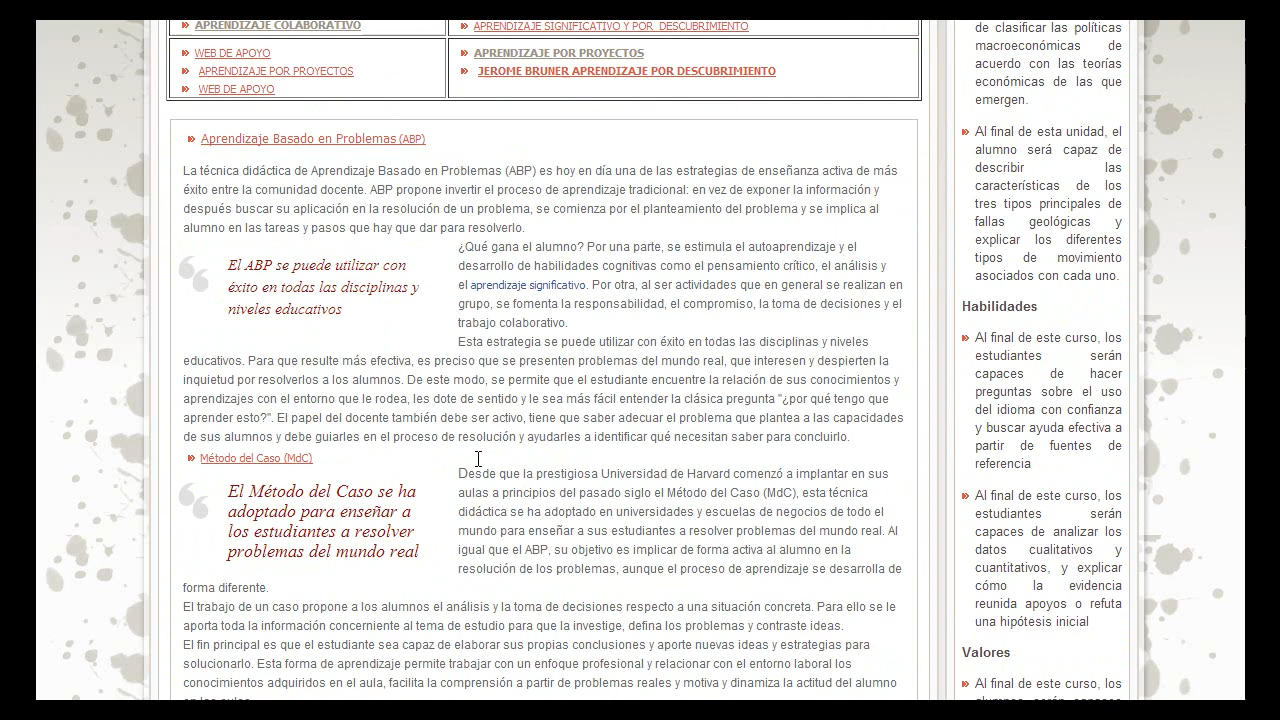 APRENDIZAJE COLABORATIVO
APRENDIZAJE SIGNIFICATIVO Y POR DESCUBRIMIENTO
WEB DE APOYO
APRENDIZAJE POR PROYECTOS
WEB DE APOYO
APRENDIZAJE POR PROYECTOS
JEROME BRUNER APRENDIZAJE POR DESCUBRIMIENTO
Aprendizaje Basado en Problemas (ABP)
La técnica didáctica de Aprendizaje Basado en Problemas (ABP) es hoy en día una de las estrategias de enseñanza activa de más
éxito entre la comunidad docente. ABP propone invertir el proceso de aprendizaje tradicional: en vez de exponer la información y
después buscar su aplicación en la resolución de un problema, se comienza por el planteamiento del problema y se implica al
alumno en las tareas y pasos que hay que dar para resolverlo.
El ABP se puede utilizar con
éxito en todas las disciplinas y
niveles educativos
¿Qué gana el alumno? Por una parte, se estimula el autoaprendizaje y el
desarrollo de habilidades cognitivas como el pensamiento crítico, el análisis y
el aprendizaje significativo. Por otra, al ser actividades que en general se realizan en
grupo, se fomenta la responsabilidad, el compromiso, la toma de decisiones y el
trabajo colaborativo.
Esta estrategia se puede utilizar con éxito en todas las disciplinas y niveles
educativos. Para que resulte más efectiva, es preciso que se presenten problemas del mundo real, que interesen y despierten la
inquietud por resolverlos a los alumnos. De este modo, se permite que el estudiante encuentre la relación de sus conocimientos y
aprendizajes con el entorno que le rodea, les dote de sentido y le sea más fácil entender la clásica pregunta "¿por qué tengo que
aprender esto?". El papel del docente también debe ser activo, tiene que saber adecuar el problema que plantea a las capacidades
de sus alumnos y debe guiarles en el proceso de resolución y ayudarles a identificar qué necesitan saber para concluirlo.
Método del Caso (MdC)
El Método del Caso se ha
adoptado para enseñar a
los estudiantes a resolver
problemas del mundo real
Desde que la prestigiosa Universidad de Harvard comenzó a implantar en sus
aulas a principios del pasado siglo el Método del Caso (MdC), esta técnica
didáctica se ha adoptado en universidades y escuelas de negocios de todo el
mundo para enseñar a sus estudiantes a resolver problemas del mundo real. Al
igual que el ABP, su objetivo es implicar de forma activa al alumno en la
resolución de los problemas, aunque el proceso de aprendizaje se desarrolla de
forma diferente.
El trabajo de un caso propone a los alumnos el análisis y la toma de decisiones respecto a una situación concreta. Para ello se le
aporta toda la información concerniente al tema de estudio para que la investige, defina los problemas y contraste ideas.
El fin principal es que el estudiante sea capaz de elaborar sus propias conclusiones y aporte nuevas ideas y estrategias para
solucionarlo. Esta forma de aprendizaje permite trabajar con un enfoque profesional y relacionar con el entorno laboral los
conocimientos adquiridos en el aula, facilita la comprensión a partir de problemas reales y motiva y dinamiza la actitud del alumno
de clasificar las políticas
macroeconómicas de
acuerdo con las teorías
económicas de las que
emergen.
Al final de esta unidad, el
alumno será capaz de
describir las
características de los
tres tipos principales de
fallas geológicas y
explicar los diferentes
tipos de movimiento
asociados con cada uno.
Habilidades
Al final de este curso, los
estudiantes serán
capaces de hacer
preguntas sobre el uso
del idioma con confianza
y buscar ayuda efectiva a
partir de fuentes de
referencia
Al final de este curso, los
estudiantes serán
capaces de analizar los
datos cualitativos y
cuantitativos, y explicar
cómo la evidencia
reunida apoyos o refuta
una hipótesis inicial
Valores
Al final de este curso, los